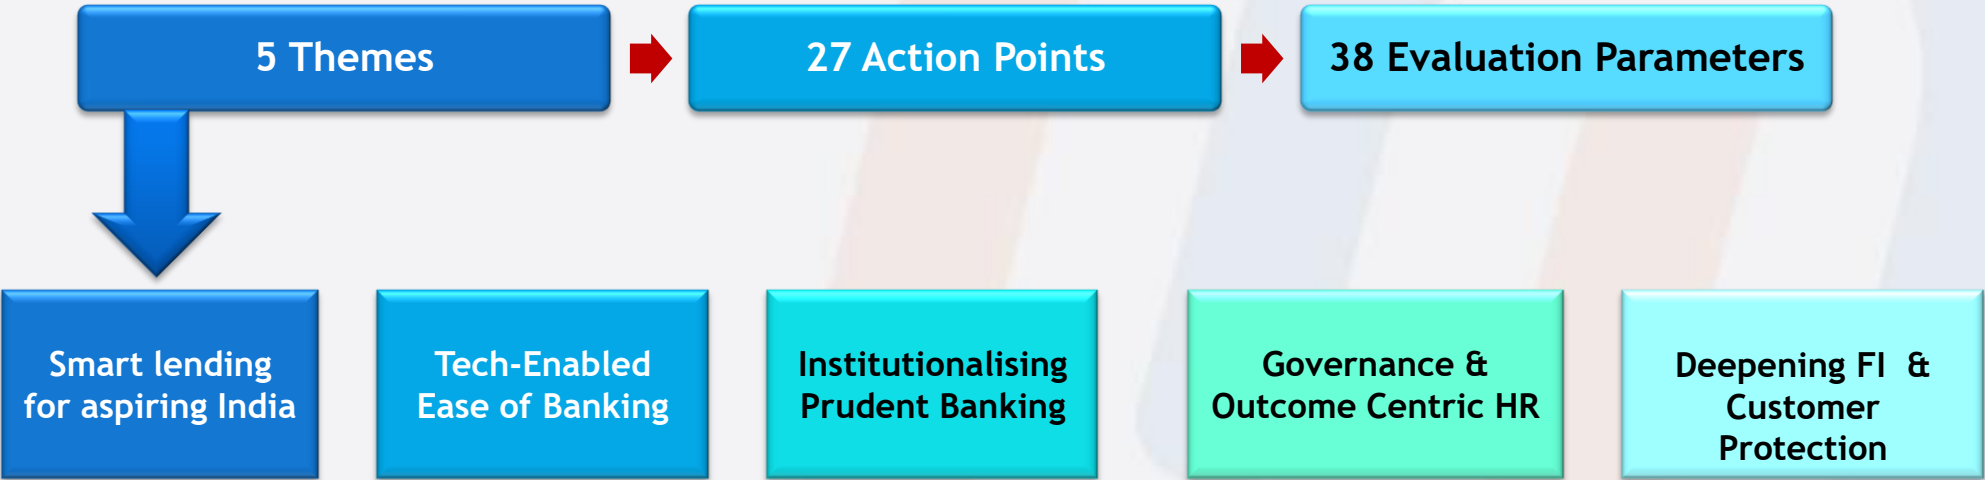 5 Themes
27 Action Points
38 Evaluation Parameters
Smart lending
for aspiring India
Tech-Enabled
Ease of Banking
Institutionalising
Prudent Banking
Governance &
Outcome Centric HR
Deepening FI &
Customer
Protection